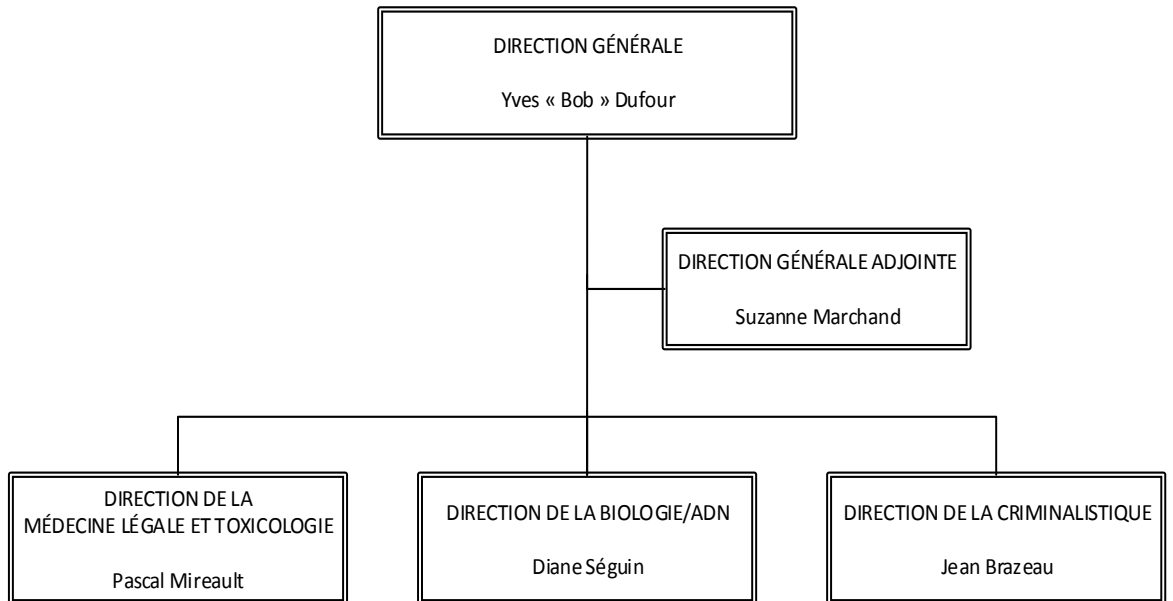 DIRECTION GÉNÉRALE
Yves « Bob » Dufour
DIRECTION GÉNÉRALE ADJOINTE
Suzanne Marchand
DIRECTION DE LA
MÉDECINE LÉGALE ET TOXICOLOGIE
Pascal Mireault
DIRECTION DE LA BIOLOGIE/ADN
Diane Séguin
DIRECTION DE LA CRIMINALISTIQUE
Jean Brazeau